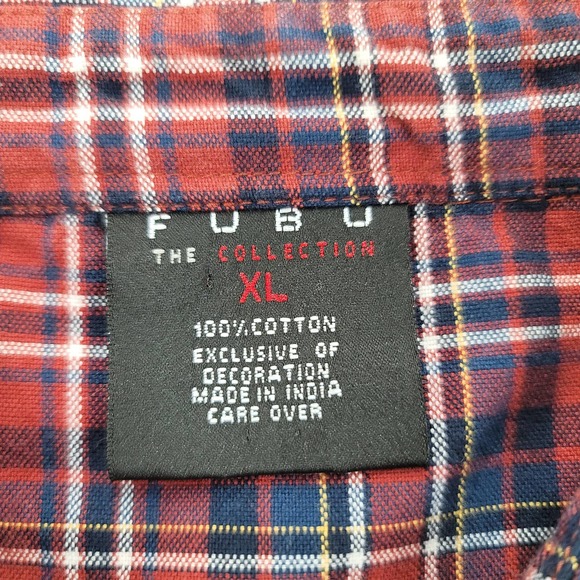 FUBU
THE COLLECTION
XL
100% COTTON
EXCLUSIVE OF
DECORATION
MADE IN INDIA
CARE OVER